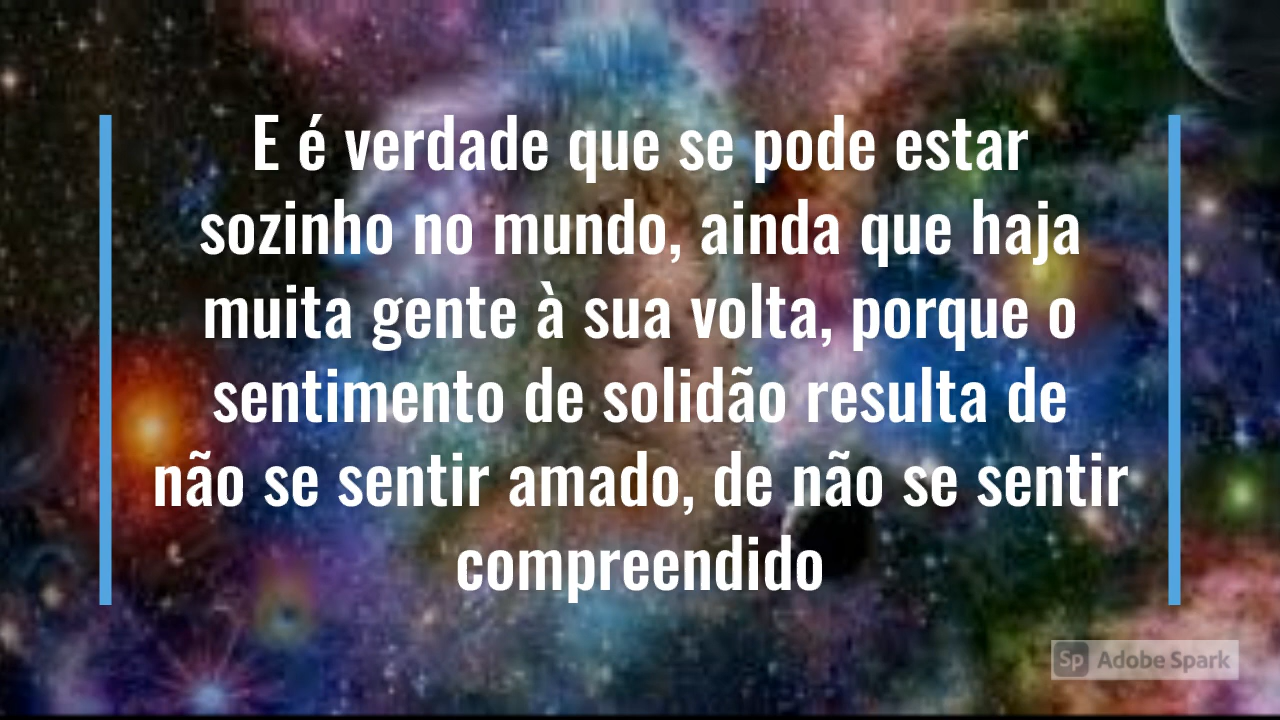 E é verdade que se pode estar
sozinho no mundo, ainda que haja
muita gente à sua volta, porque o
sentimento de solidão resulta de
não se sentir amado, de não se sentir
compreendido
Sp Adobe Spark